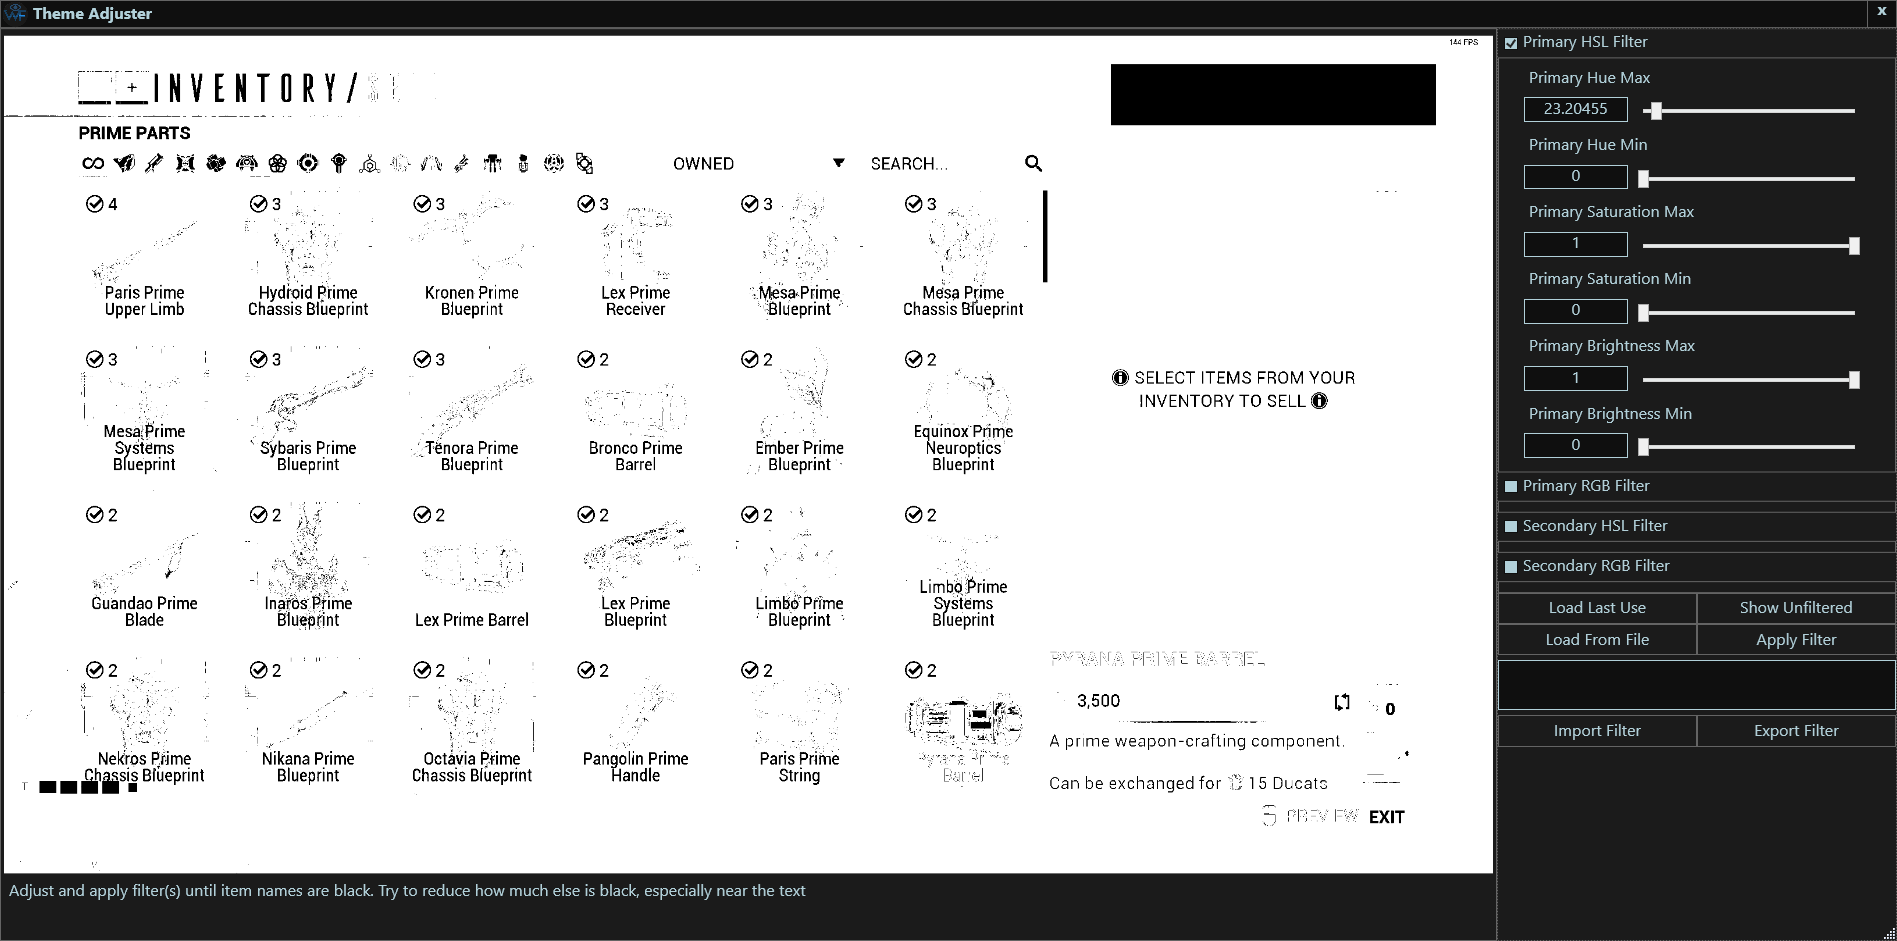 Theme Adjuster
x
144 FPS
+ INVENTORY/
PRIME PARTS
OWNED
SEARCH...
4
3
3
3
3
3
Paris Prime
Upper Limb
Hydroid Prime
Chassis Blueprint
Kronen Prime
Blueprint
Lex Prime
Receiver
Mesa Prime
Blueprint
Mesa Prime
Chassis Blueprint
3
3
3
2
2
2
Mesa Prime
Systems
Blueprint
Sybaris Prime
Blueprint
Tenora Prime
Blueprint
Bronco Prime
Barrel
Ember Prime
Blueprint
Equinox Prime
Neuroptics
Blueprint
2
2
2
2
2
2
Guandao Prime
Blade
Inaros Prime
Blueprint
Lex Prime Barrel
Lex Prime
Blueprint
Limbo Prime
Blueprint
Limbo Prime
Systems
Blueprint
2
2
2
2
2
2
Nekros Prime
Chassis Blueprint
Nikana Prime
Blueprint
Octavia Prime
Chassis Blueprint
Pangolin Prime
Handle
Paris Prime
String
Pyrana Prime
Barrel
SELECT ITEMS FROM YOUR
INVENTORY TO SELL
PYRANA PRIME BARREL
3,500
0
A prime weapon-crafting component.
Can be exchanged for 15 Ducats
PREVIEW
EXIT
T
Adjust and apply filter(s) until item names are black. Try to reduce how much else is black, especially near the text
Primary HSL Filter
Primary Hue Max
23.20455
Primary Hue Min
0
Primary Saturation Max
1
Primary Saturation Min
0
Primary Brightness Max
1
Primary Brightness Min
0
Primary RGB Filter
Secondary HSL Filter
Secondary RGB Filter
Load Last Use
Show Unfiltered
Load From File
Apply Filter
Import Filter
Export Filter